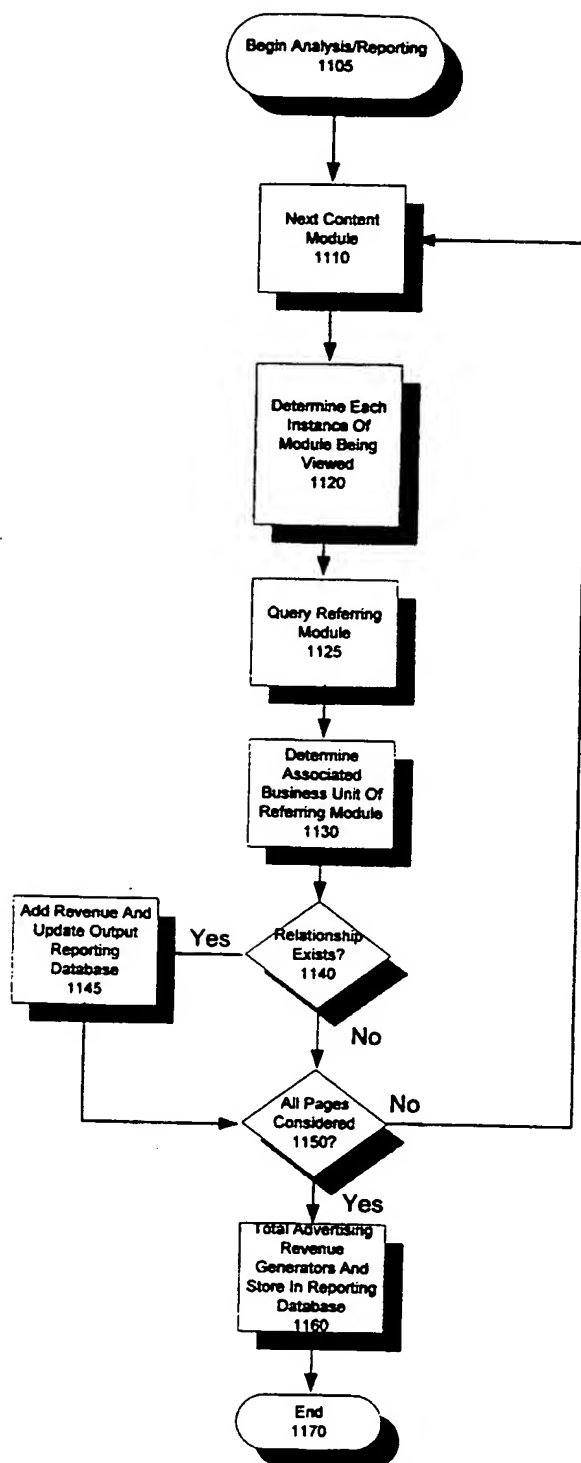 Begin Analysis/Reporting
1105
Next Content
Module
1110
Determine Each
Instance Of
Module Being
Viewed
1120
Query Referring
Module
1125
Determine
Associated
Business Unit Of
Referring Module
1130
Relationship
Exists?
1140
Yes
Add Revenue And
Update Output
Reporting
Database
1145
No
All Pages
Considered
1150?
No
Yes
Total Advertising
Revenue
Generators And
Store In Reporting
Database
1160
End
1170